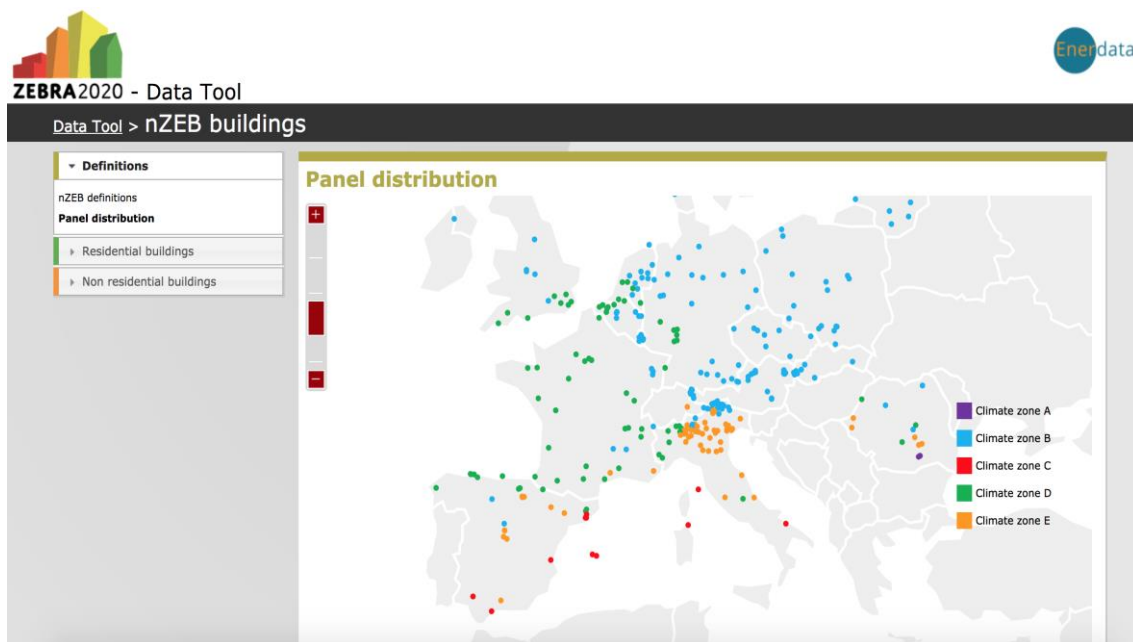 Enerdata
ZEBRA2020 - Data Tool
Data Tool > nZEB buildings
Definitions
nZEB definitions
Panel distribution
Residential buildings
Non residential buildings
Panel distribution
+
−
Climate zone A
Climate zone B
Climate zone C
Climate zone D
Climate zone E